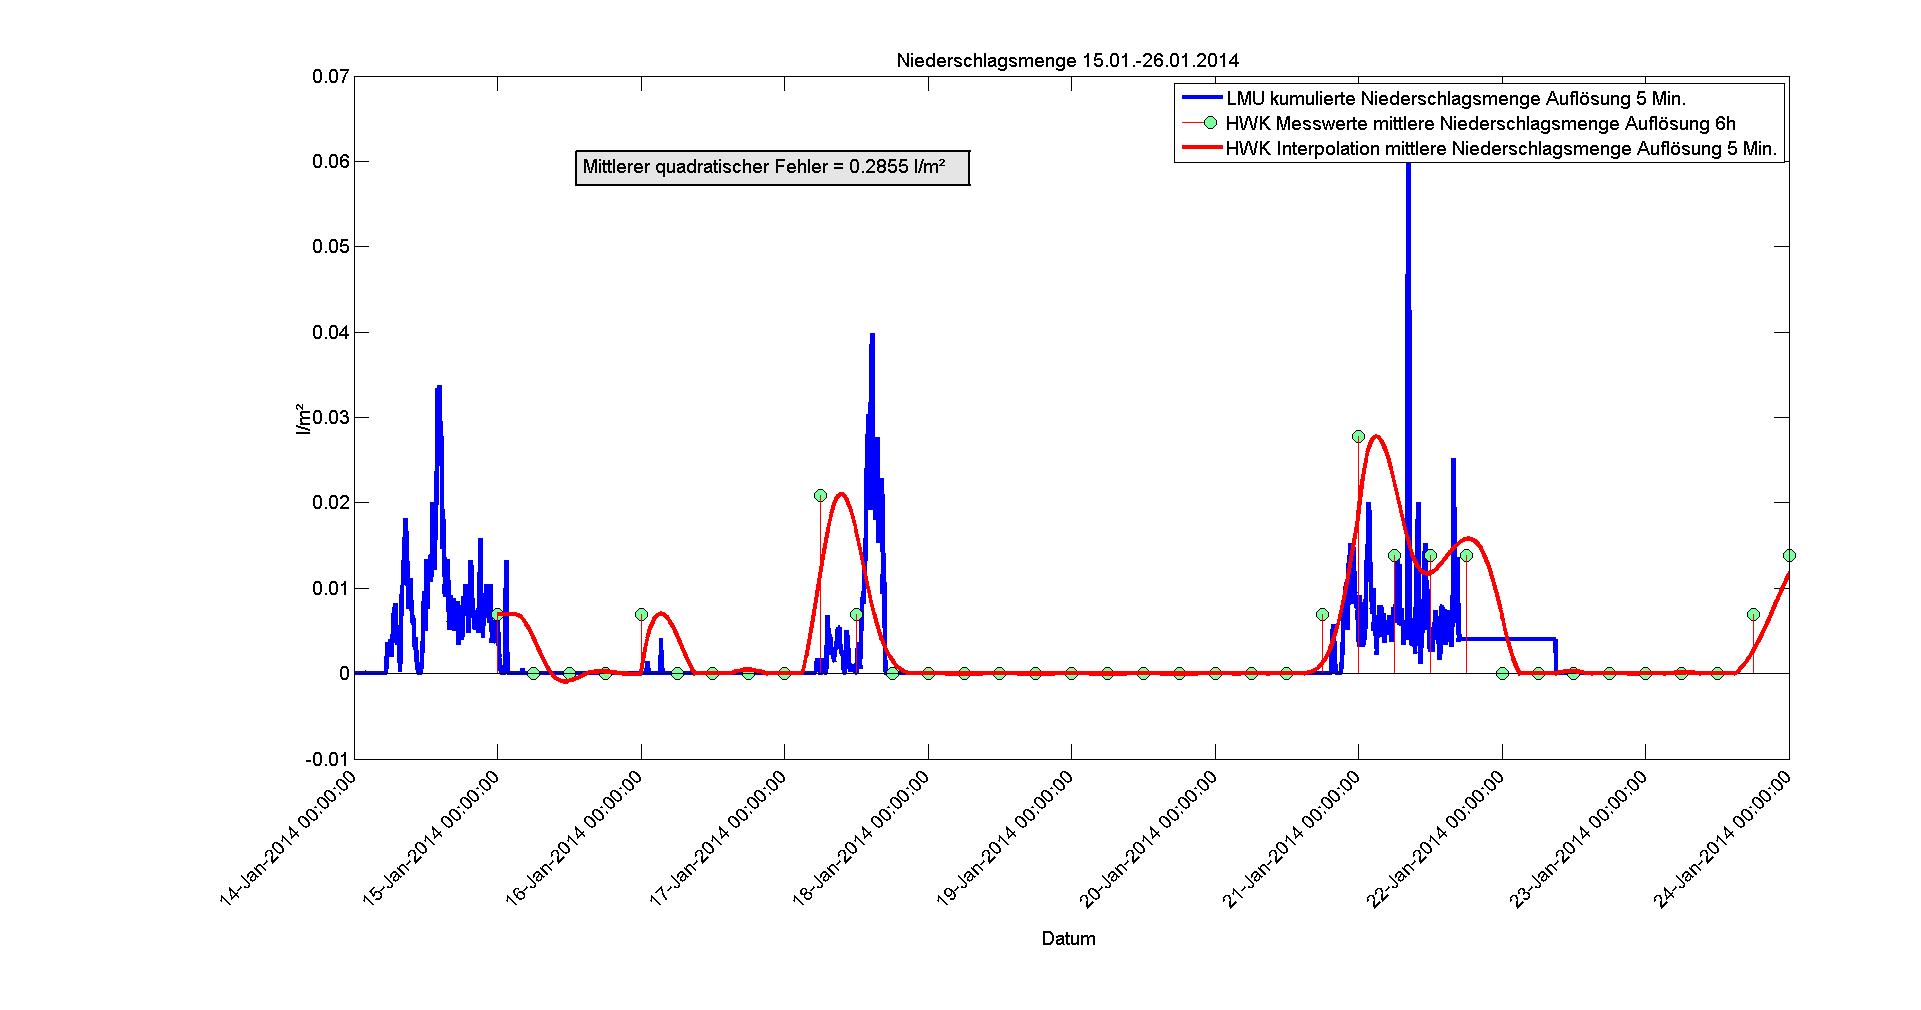 Niederschlagsmenge 15.01.-26.01.2014
LMU kumulierte Niederschlagsmenge Auflösung 5 Min.
HWK Messwerte mittlere Niederschlagsmenge Auflösung 6h
HWK Interpolation mittlere Niederschlagsmenge Auflösung 5 Min.
Mittlerer quadratischer Fehler = 0.2855 l/m²
0.07
0.06
0.05
0.04
0.03
0.02
0.01
0
-0.01
l/m²
14-Jan-2014 00:00:00
15-Jan-2014 00:00:00
16-Jan-2014 00:00:00
17-Jan-2014 00:00:00
18-Jan-2014 00:00:00
19-Jan-2014 00:00:00
20-Jan-2014 00:00:00
21-Jan-2014 00:00:00
22-Jan-2014 00:00:00
23-Jan-2014 00:00:00
24-Jan-2014 00:00:00
Datum